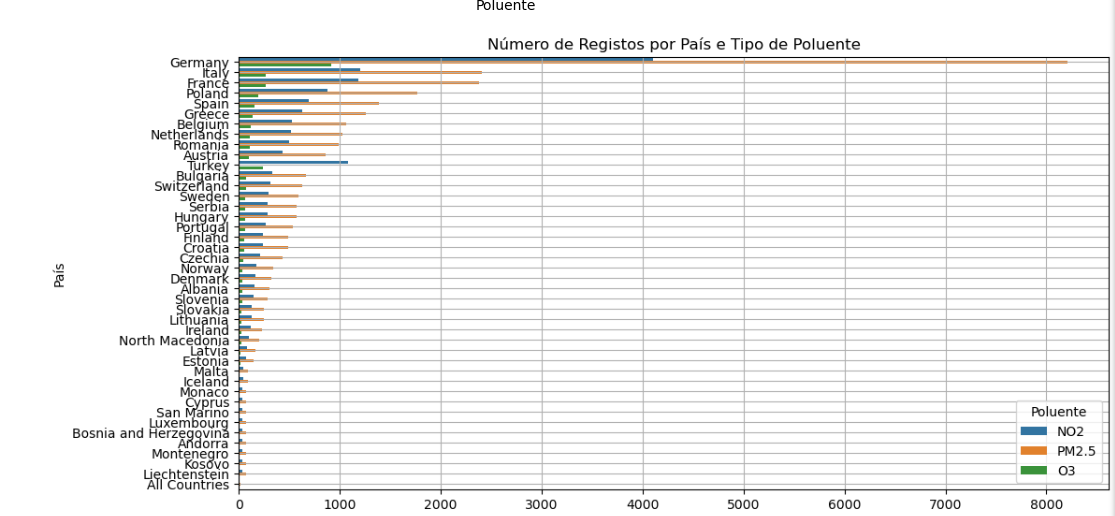 Poluente
Número de Registos por País e Tipo de Poluente
País
Germany
Italy
France
Poland
Spain
Greece
Belgium
Netherlands
Romania
Austria
Turkey
Bulgaria
Switzerland
Sweden
Serbia
Hungary
Portugal
Finland
Croatia
Czechia
Norway
Denmark
Albania
Slovenia
Slovakia
Lithuania
Ireland
North Macedonia
Latvia
Estonia
Malta
Iceland
Monaco
Cyprus
San Marino
Luxembourg
Bosnia and Herzegovina
Andorra
Montenegro
Kosovo
Liechtenstein
All Countries
0 1000 2000 3000 4000 5000 6000 7000 8000
Poluente
NO2
PM2.5
O3